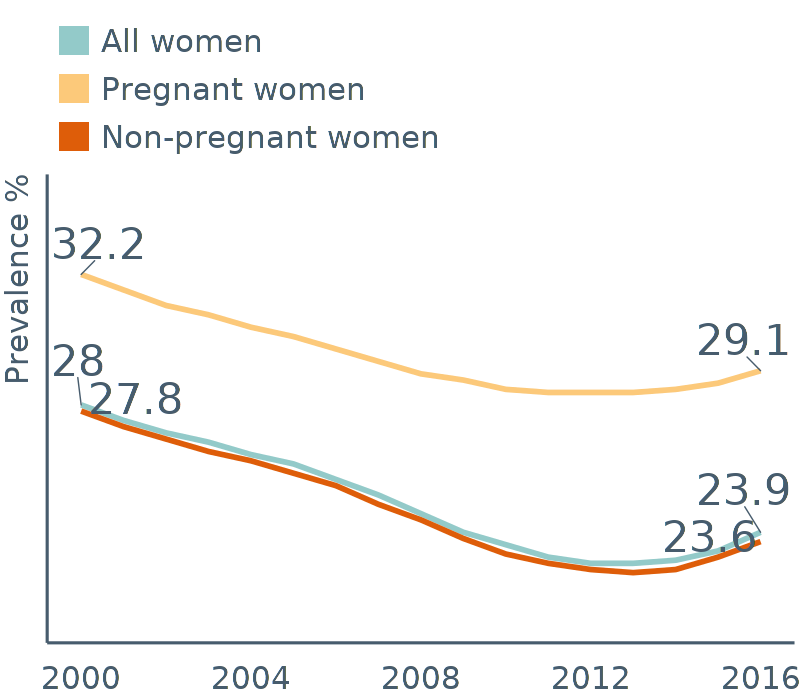 All women
Pregnant women
Non-pregnant women
Prevalence %
32.2
29.1
28
27.8
23.9
23.6
2000 2004 2008 2012 2016